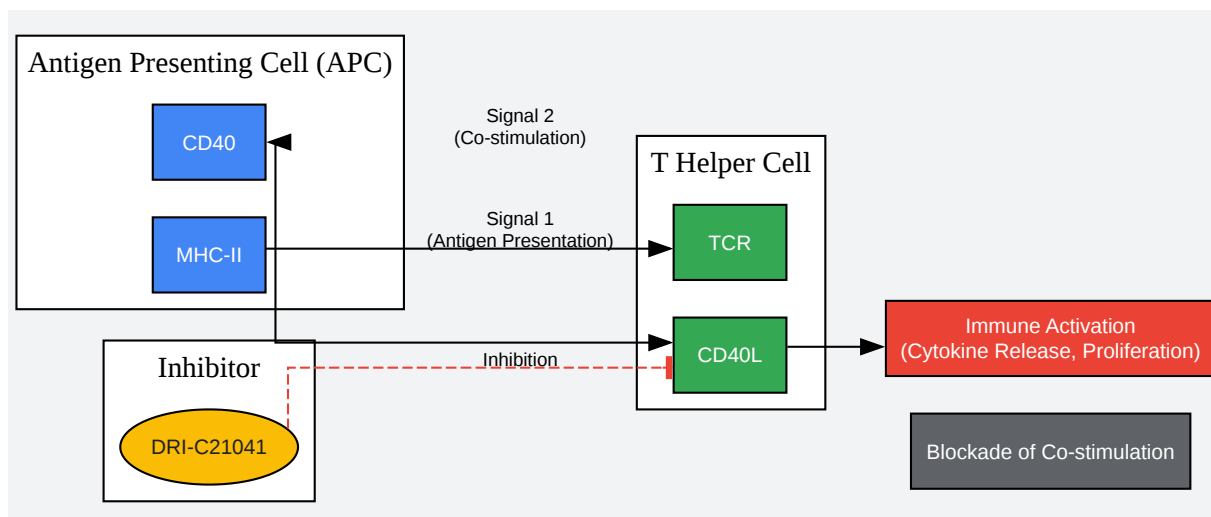 Antigen Presenting Cell (APC)
CD40
MHC-II
Signal 2
(Co-stimulation)
Signal 1
(Antigen Presentation)
T Helper Cell
TCR
CD40L
Inhibition
Inhibitor
DRI-C21041
Immune Activation
(Cytokine Release, Proliferation)
Blockade of Co-stimulation